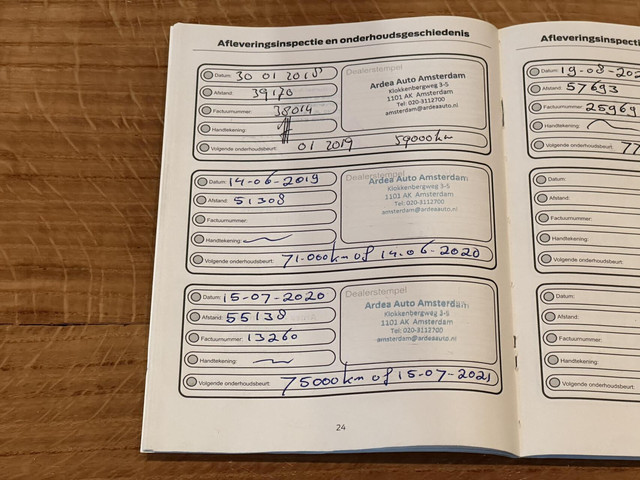 Afleveringsinspectie en onderhoudsgeschiedenis
Datum: 30 01 2018
Afstand: 39120
Factuurnummer: 38014
Handtekening:
Volgende onderhoudsbeurt: 01 2019 59000 km
Dealerstempel
Ardea Auto Amsterdam
Klokkenbergweg 3-5
1101 AK Amsterdam
Tel: 020-3112700
amsterdam@ardeaauto.nl
Datum: 14-06-2019
Afstand: 51308
Factuurnummer:
Handtekening:
Volgende onderhoudsbeurt: 71.000km of 14.06-2020
Dealerstempel
Ardea Auto Amsterdam
Klokkenbergweg 3-5
1101 AK Amsterdam
Tel: 020-3112700
amsterdam@ardeaauto.nl
Datum: 15-07-2020
Afstand: 55138
Factuurnummer: 13260
Handtekening:
Volgende onderhoudsbeurt: 75000km of 15-07-2021
Dealerstempel
Ardea Auto Amsterdam
Klokkenbergweg 3-5
1101 AK Amsterdam
Tel: 020-3112700
amsterdam@ardeaauto.nl
24
Afleveringsinspecti
Datum: 19-08-202
Afstand: 57693
Factuurnummer: 25969
Handtekening:
Volgende onderhoudsbeurt: 77
Datum:
Afstand:
Factuurnummer:
Handtekening:
Volgende onderhoudsbeurt:
Datum:
Afstand:
Factuurnummer:
Handtekening:
Volgende onderhoudsbeurt: